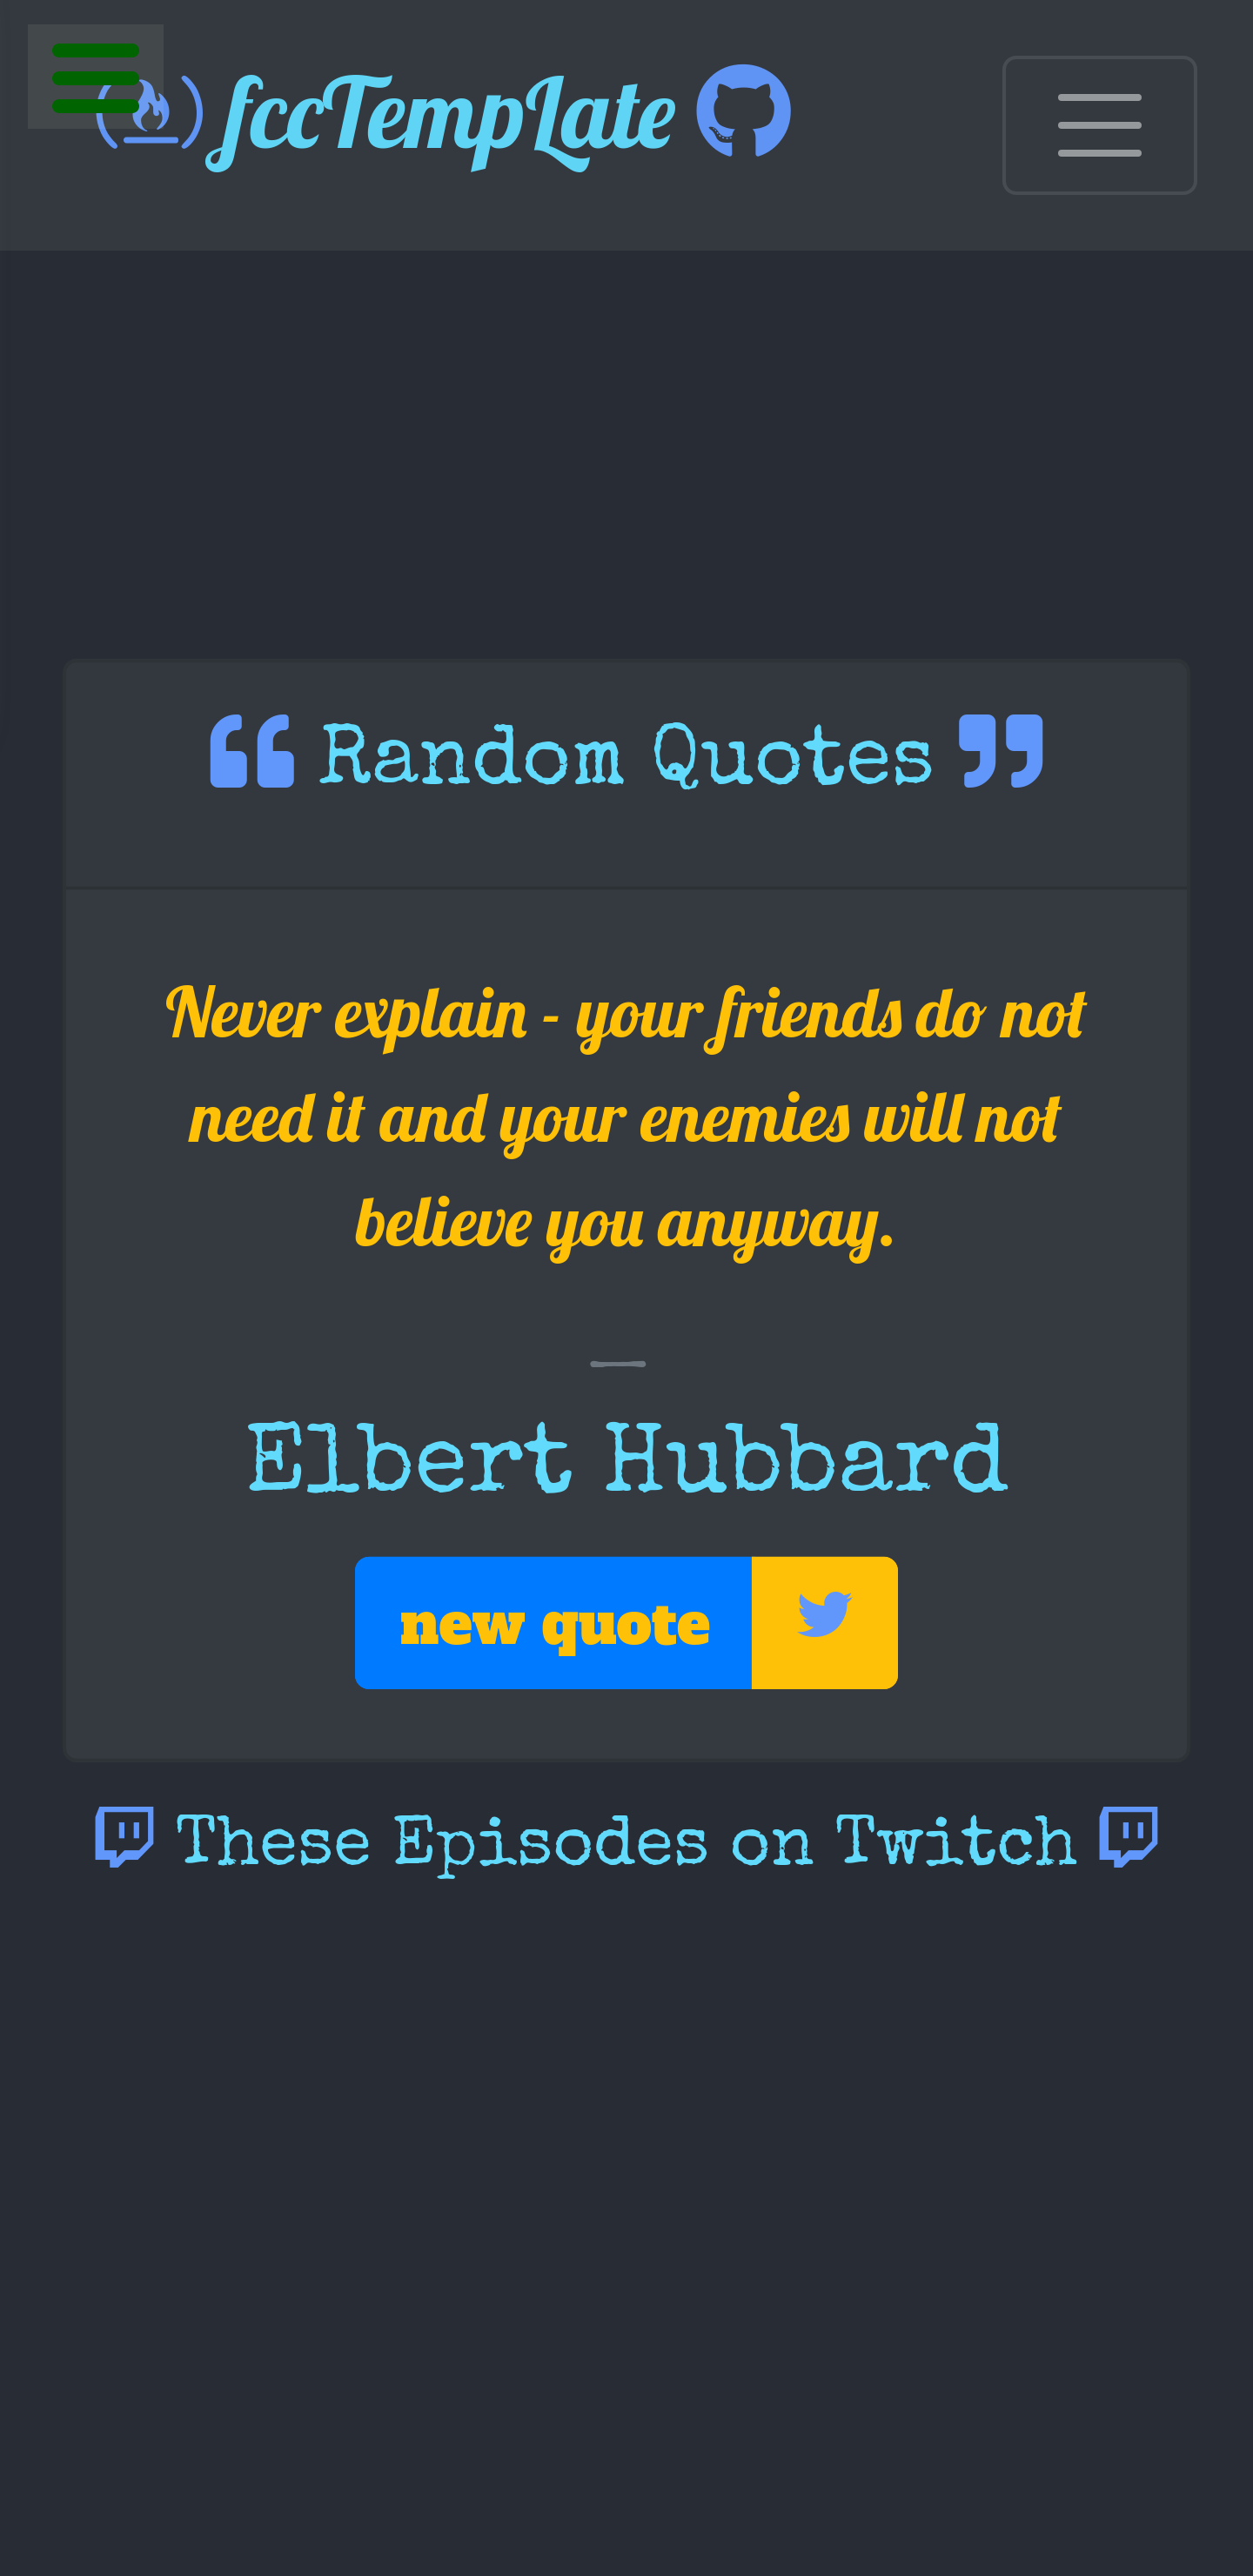 fccTempLate
Random Quotes
Never explain - your friends do not
need it and your enemies will not
believe you anyway.
—
Elbert Hubbard
new quote
These Episodes on Twitch